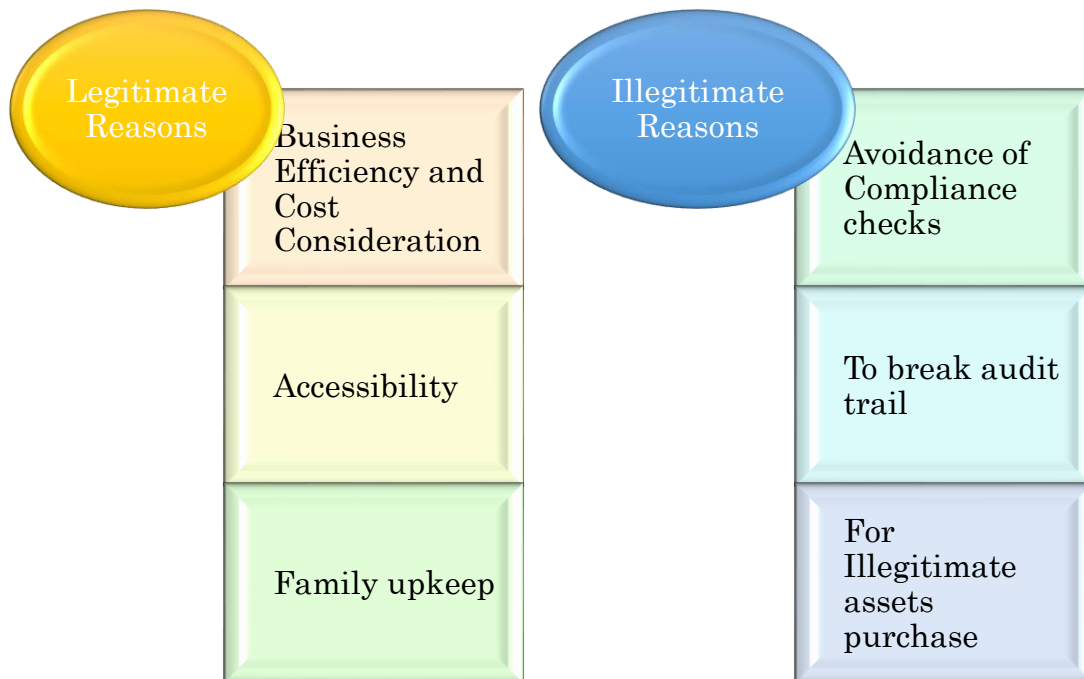 Legitimate
Reasons
Business
Efficiency and
Cost
Consideration
Accessibility
Family upkeep
Illegitimate
Reasons
Avoidance of
Compliance
checks
To break audit
trail
For
Illegitimate
assets
purchase